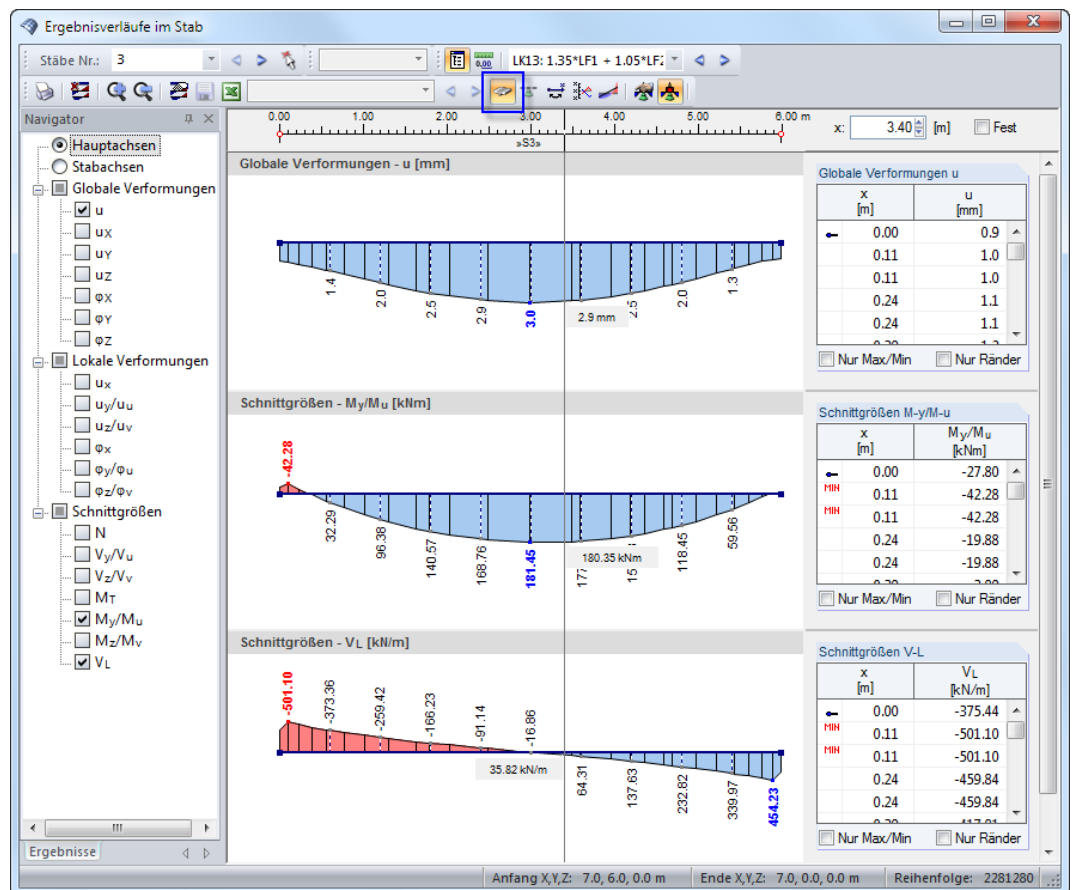 Ergebnisverläufe im Stab
Stäbe Nr.: 3
LK13: 1.35*LF1 + 1.05*LF2
Navigator
Hauptachsen
Stabachsen
Globale Verformungen
u
uX
uY
uZ
φX
φY
φZ
Lokale Verformungen
ux
uy/uu
uz/uv
φx
φy/φu
φz/φv
Schnittgrößen
N
Vy/Vu
Vz/Vv
MT
My/Mu
Mz/Mv
VL
Ergebnisse
0.00 1.00 2.00 3.00 4.00 5.00 6.00 m
»S3»
x: 3.40 [m] Fest
Globale Verformungen - u [mm]
1.4 2.0 2.5 2.9 3.0 2.9 mm 2.5 2.0 1.3
Schnittgrößen - My/Mu [kNm]
-42.28
32.29 96.38 140.57 168.76 181.45 180.35 kNm 177 15 118.45 59.56
Schnittgrößen - VL [kN/m]
-501.10 -373.36 -259.42 -166.23 -91.14 -16.86
35.82 kN/m 64.31 137.63 232.82 339.97 454.23
Globale Verformungen u
x [m] u [mm]
0.00 0.9
0.11 1.0
0.11 1.0
0.24 1.1
0.24 1.1
Nur Max/Min Nur Ränder
Schnittgrößen M-y/M-u
x [m] My/Mu [kNm]
0.00 -27.80
MIN 0.11 -42.28
MIN 0.11 -42.28
0.24 -19.88
0.24 -19.88
Nur Max/Min Nur Ränder
Schnittgrößen V-L
x [m] VL [kN/m]
0.00 -375.44
MIN 0.11 -501.10
MIN 0.11 -501.10
0.24 -459.84
0.24 -459.84
Nur Max/Min Nur Ränder
Anfang X,Y,Z: 7.0, 6.0, 0.0 m Ende X,Y,Z: 7.0, 0.0, 0.0 m Reihenfolge: 2281280